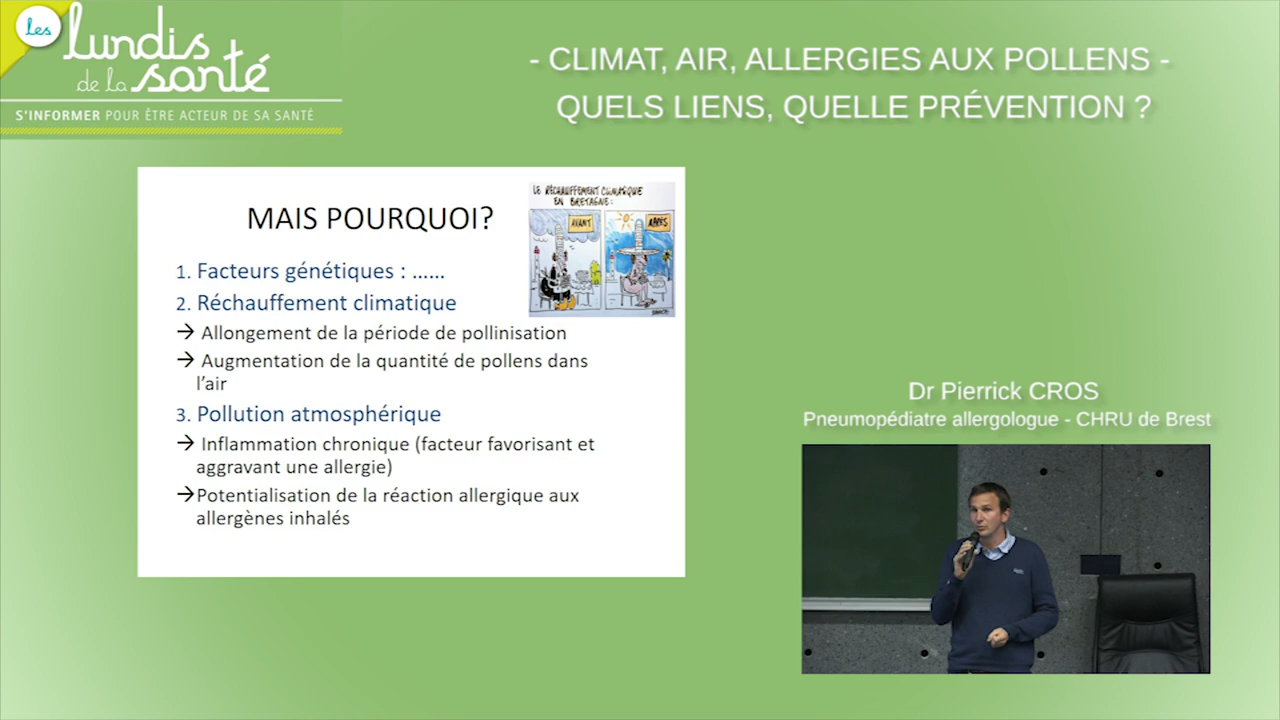 Les
lundis
de la santé
S'INFORMER POUR ÊTRE ACTEUR DE SA SANTÉ
- CLIMAT, AIR, ALLERGIES AUX POLLENS -
QUELS LIENS, QUELLE PRÉVENTION ?
MAIS POURQUOI?
LE RÉCHAUFFEMENT CLIMATIQUE
EN BRETAGNE:
AVANT
APRÈS
1. Facteurs génétiques : ......
2. Réchauffement climatique
→ Allongement de la période de pollinisation
→ Augmentation de la quantité de pollens dans
l'air
3. Pollution atmosphérique
→ Inflammation chronique (facteur favorisant et
aggravant une allergie)
→Potentialisation de la réaction allergique aux
allergènes inhalés
Dr Pierrick CROS
Pneumopédiatre allergologue - CHRU de Brest